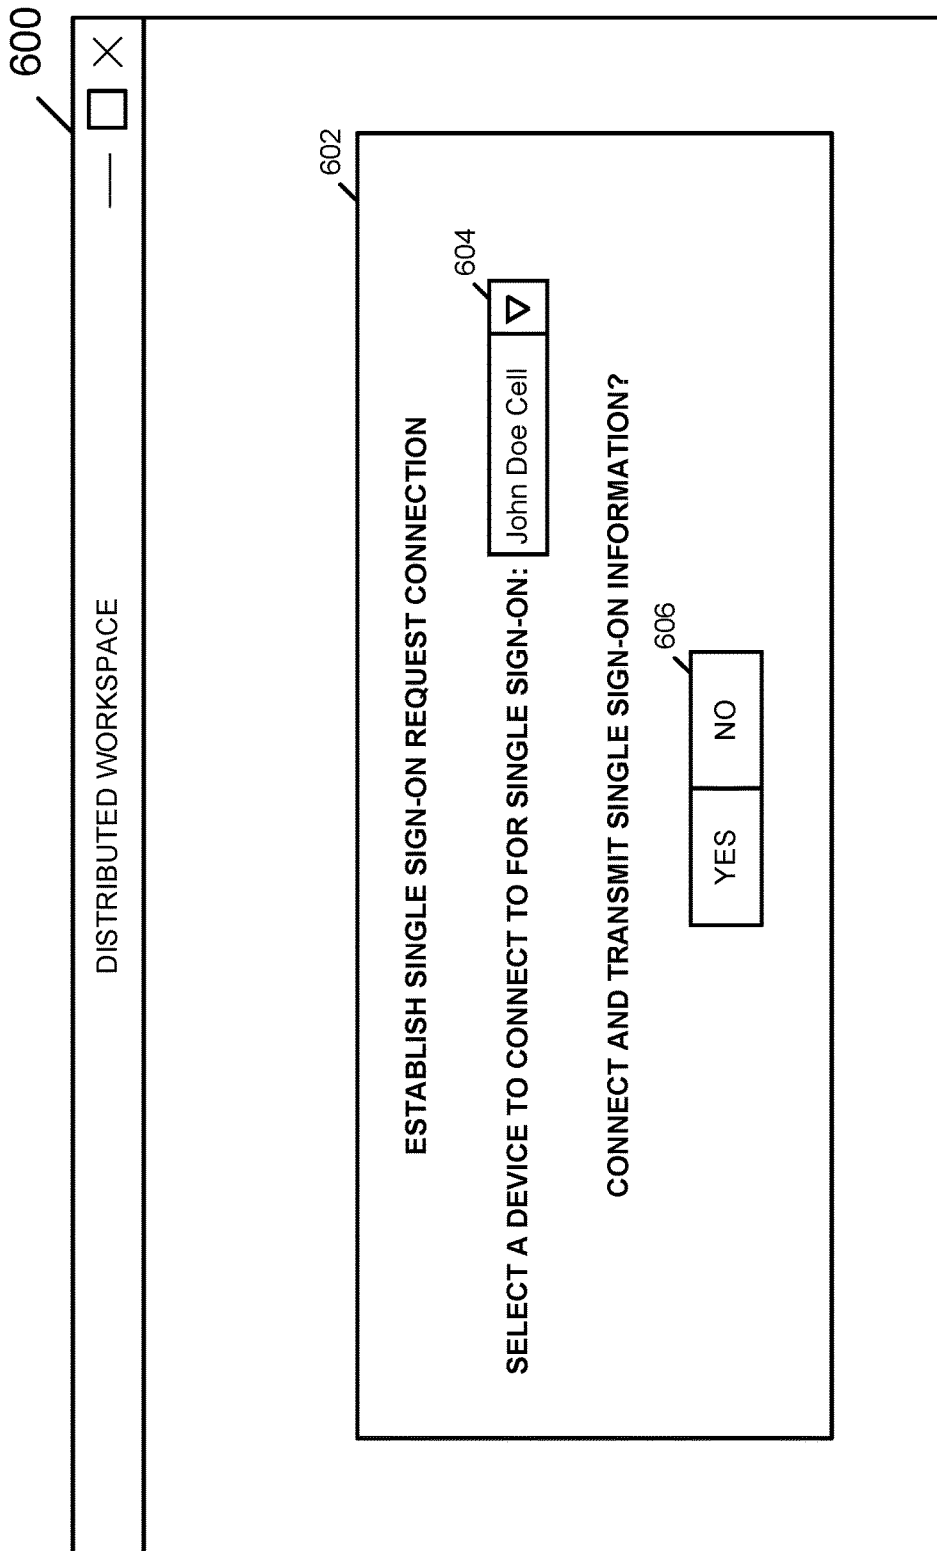 600
DISTRIBUTED WORKSPACE
602
ESTABLISH SINGLE SIGN-ON REQUEST CONNECTION
604
SELECT A DEVICE TO CONNECT TO FOR SINGLE SIGN-ON: John Doe Cell
CONNECT AND TRANSMIT SINGLE SIGN-ON INFORMATION?
606
YES NO